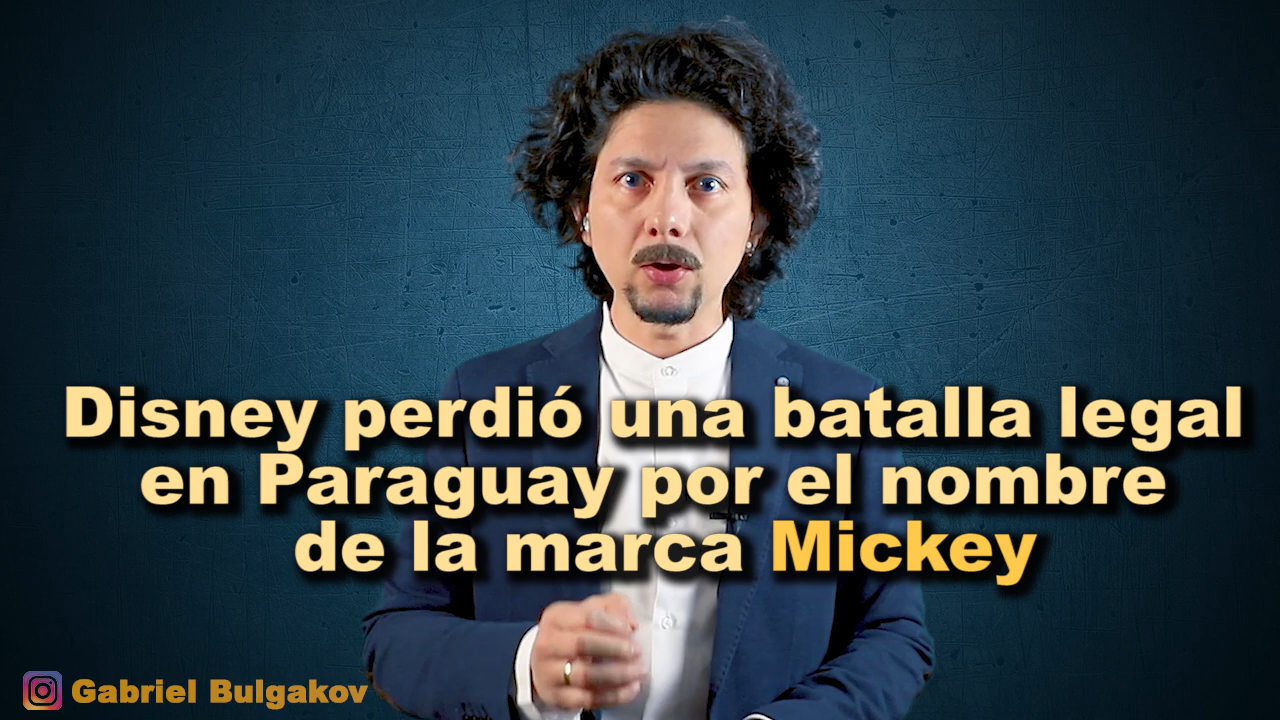 Disney perdió una batalla legal
en Paraguay por el nombre
de la marca Mickey
Gabriel Bulgakov